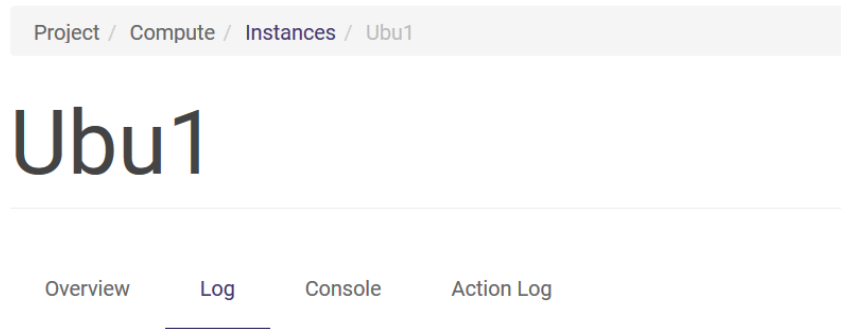 Project / Compute / Instances / Ubu1
Ubu1
Overview Log Console Action Log